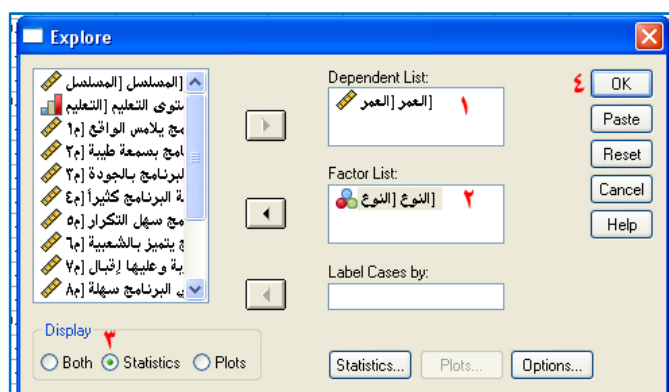 Explore
المسلسل [المسلسل]
ستوى التعليم [التعليم]
مج يلامس الواقع [م١]
امج بسمعة طيبة [م٢]
البرنامج بالجودة [م٣]
ة البرنامج كثيراً [م٤]
مج سهل التكرار [م٥]
ج يتميز بالشعبية [م٦]
ية وعليها إقبال [م٧]
ي البرنامج سهلة [م٨]
Dependent List:
العمر [العمر]
١
Factor List:
النوع [النوع]
٢
Label Cases by:
٤
OK
Paste
Reset
Cancel
Help
Display
٣
Both
Statistics
Plots
Statistics...
Plots...
Options...